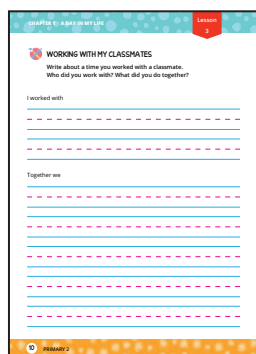 CHAPTER 1 : A DAY IN MY LIFE
Lesson
3
WORKING WITH MY CLASSMATES
Write about a time you worked with a classmate.
Who did you work with? What did you do together?
I worked with
Together we
10 PRIMARY 2